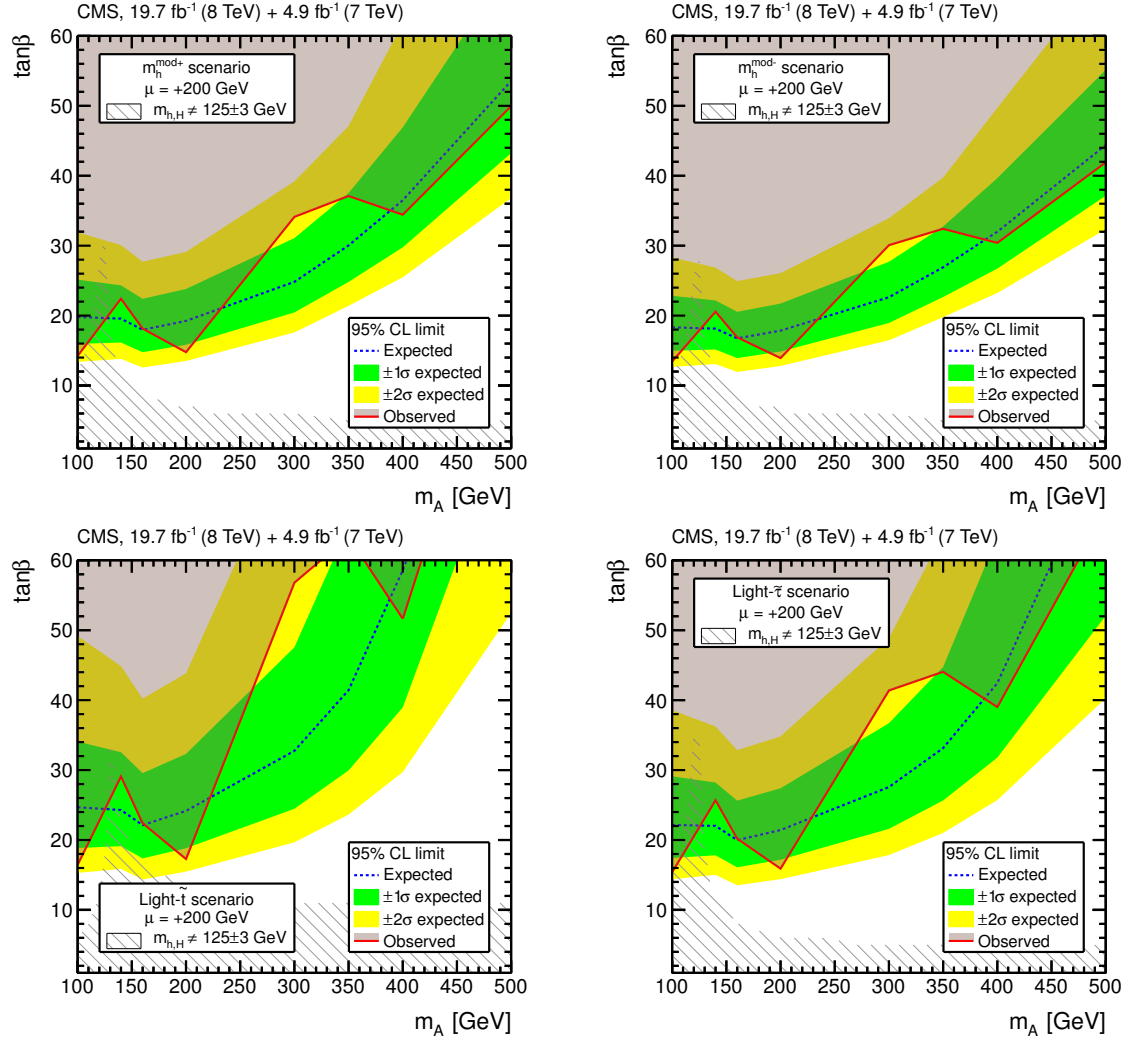 CMS, 19.7 fb⁻¹ (8 TeV) + 4.9 fb⁻¹ (7 TeV)
tanβ
60
50
40
30
20
10
m_h^mod+ scenario
μ = +200 GeV
m_h,H ≠ 125±3 GeV
95% CL limit
Expected
±1σ expected
±2σ expected
Observed
100 150 200 250 300 350 400 450 500
m_A [GeV]
CMS, 19.7 fb⁻¹ (8 TeV) + 4.9 fb⁻¹ (7 TeV)
tanβ
60
50
40
30
20
10
m_h^mod- scenario
μ = +200 GeV
m_h,H ≠ 125±3 GeV
95% CL limit
Expected
±1σ expected
±2σ expected
Observed
100 150 200 250 300 350 400 450 500
m_A [GeV]
CMS, 19.7 fb⁻¹ (8 TeV) + 4.9 fb⁻¹ (7 TeV)
tanβ
60
50
40
30
20
10
Light-t̃ scenario
μ = +200 GeV
m_h,H ≠ 125±3 GeV
95% CL limit
Expected
±1σ expected
±2σ expected
Observed
100 150 200 250 300 350 400 450 500
m_A [GeV]
CMS, 19.7 fb⁻¹ (8 TeV) + 4.9 fb⁻¹ (7 TeV)
tanβ
60
50
40
30
20
10
Light-τ̃ scenario
μ = +200 GeV
m_h,H ≠ 125±3 GeV
95% CL limit
Expected
±1σ expected
±2σ expected
Observed
100 150 200 250 300 350 400 450 500
m_A [GeV]